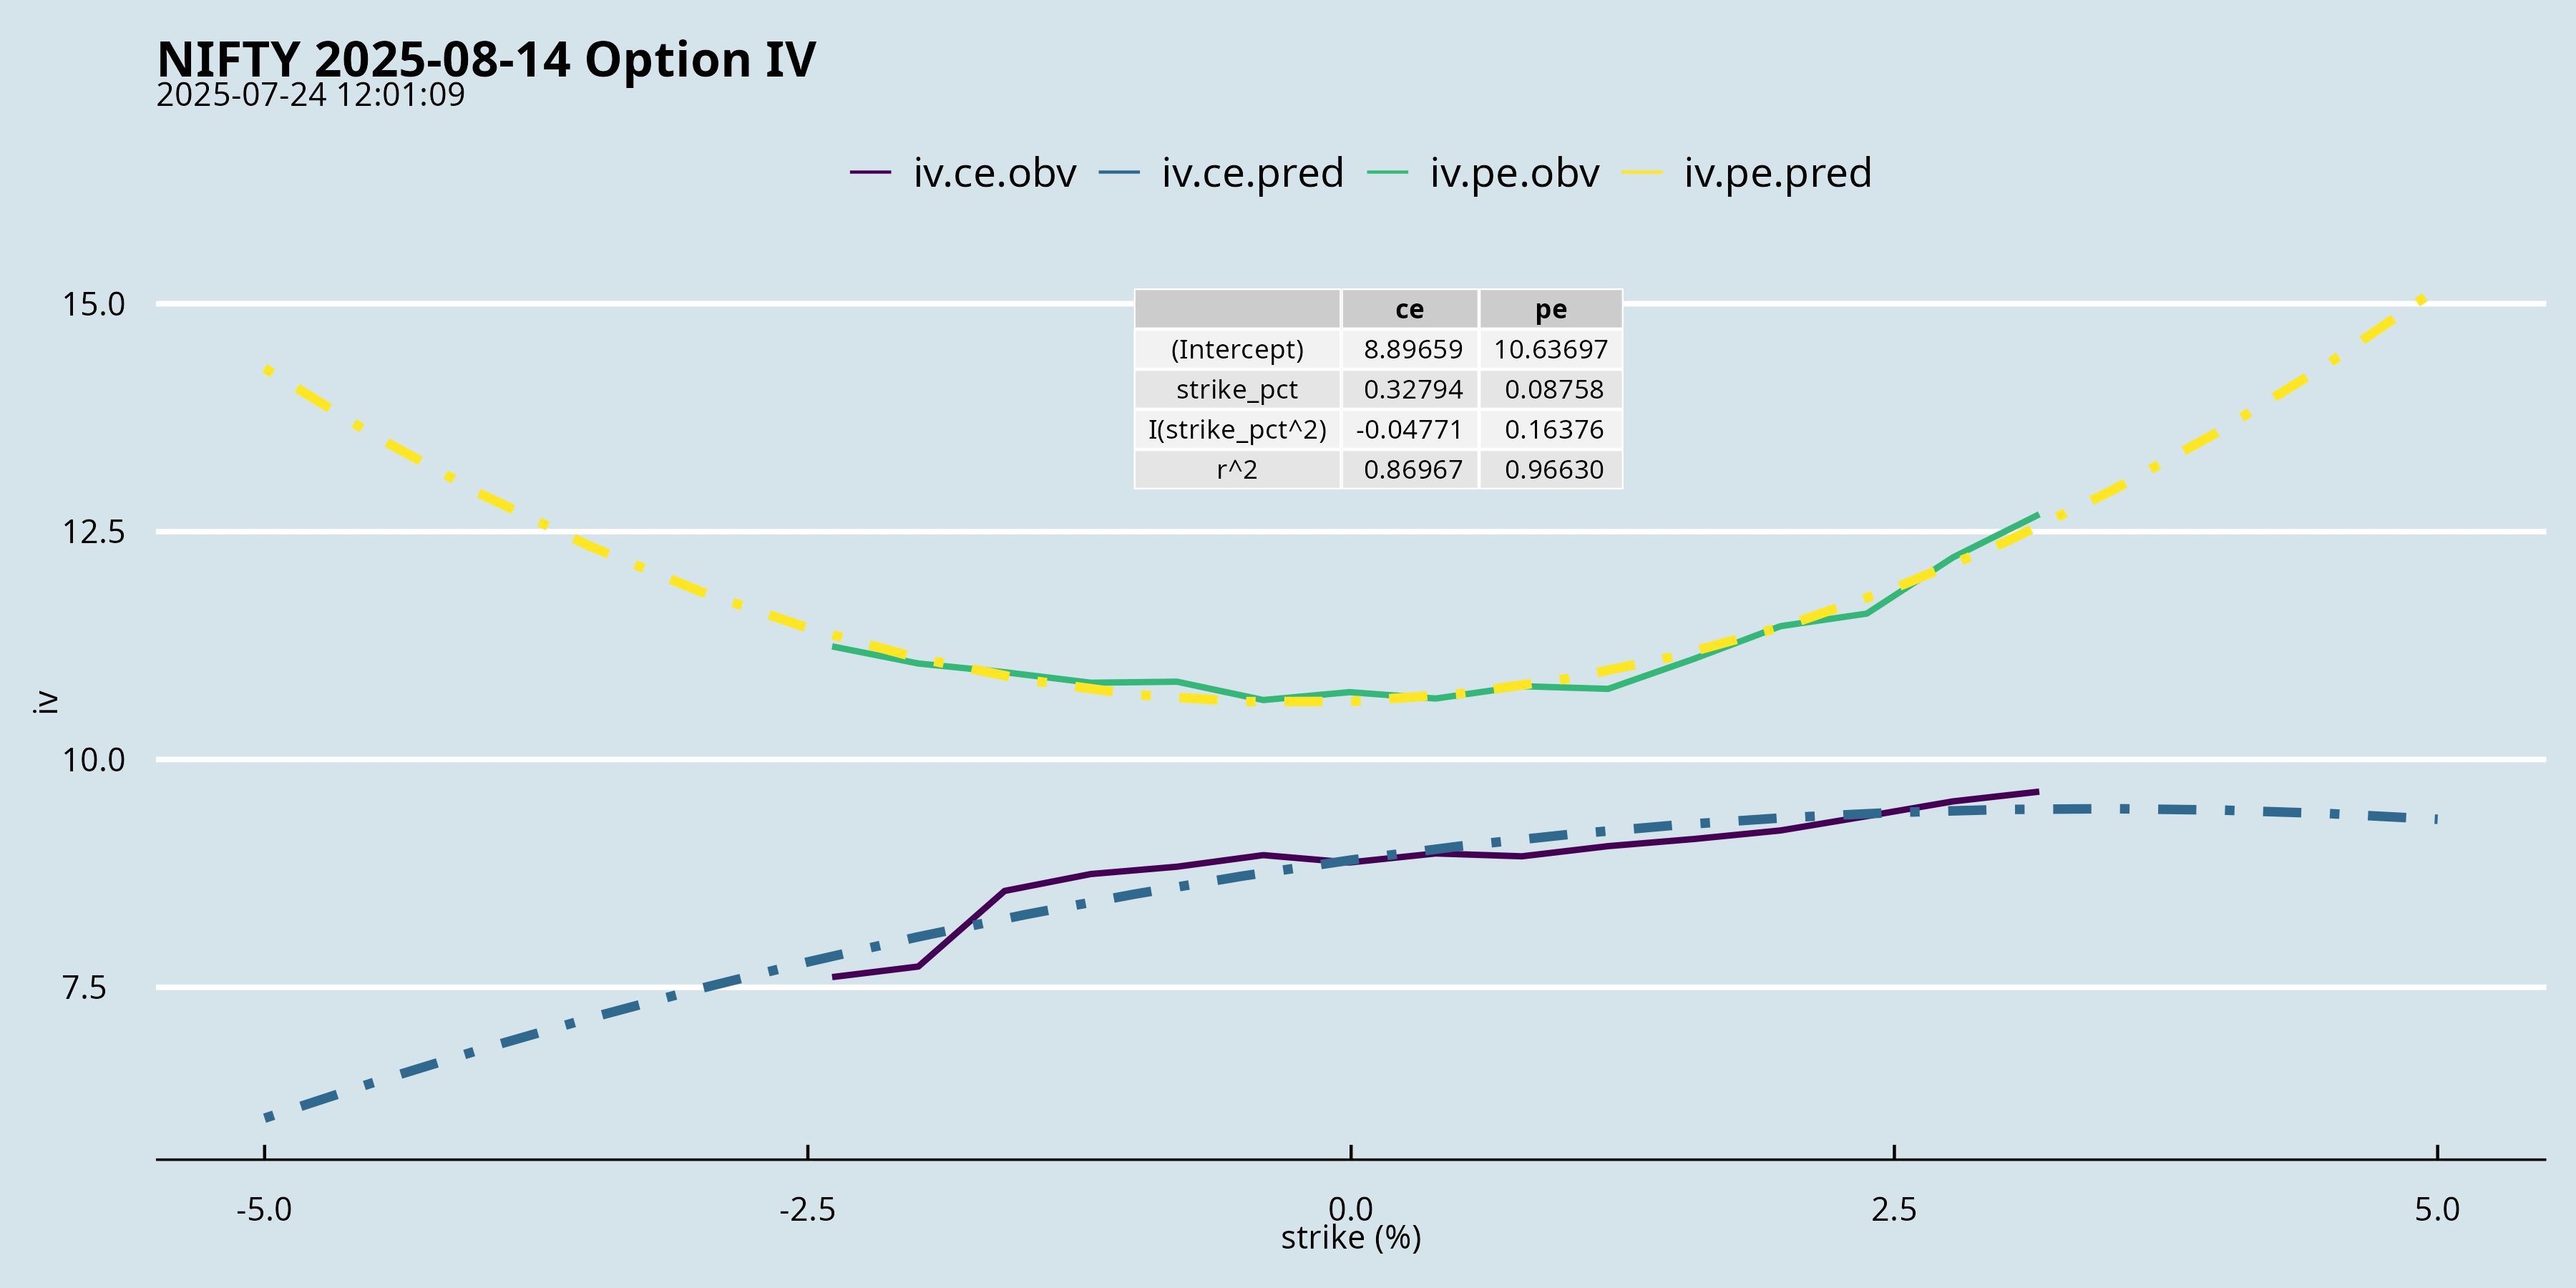 NIFTY 2025-08-14 Option IV
2025-07-24 12:01:09
iv.ce.obv iv.ce.pred iv.pe.obv iv.pe.pred
15.0
12.5
10.0
7.5
iv
ce pe
(Intercept) 8.89659 10.63697
strike_pct 0.32794 0.08758
I(strike_pct^2) -0.04771 0.16376
r^2 0.86967 0.96630
-5.0 -2.5 0.0 2.5 5.0
strike (%)